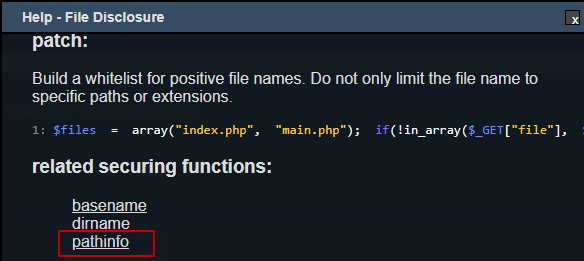 Help - File Disclosure
x
patch:
Build a whitelist for positive file names. Do not only limit the file name to
specific paths or extensions.
1: $files = array("index.php", "main.php"); if(!in_array($_GET["file"],
related securing functions:
basename
dirname
pathinfo